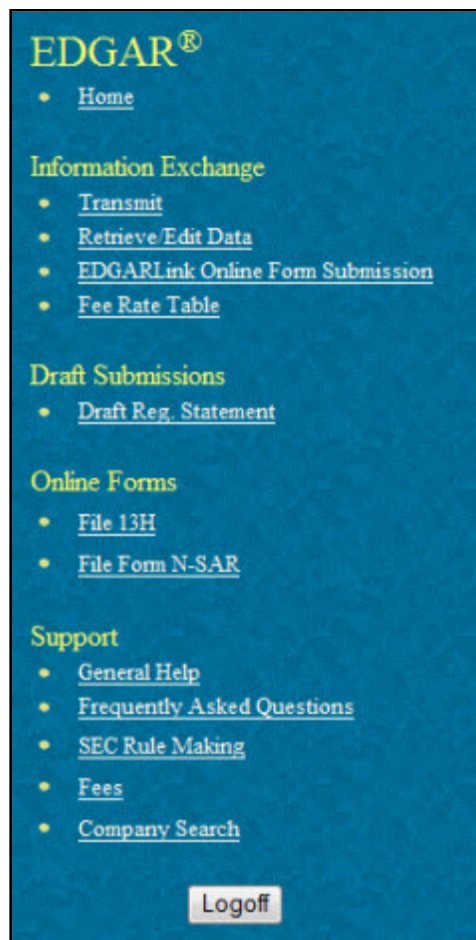 EDGAR®
Home
Information Exchange
Transmit
Retrieve/Edit Data
EDGARLink Online Form Submission
Fee Rate Table
Draft Submissions
Draft Reg. Statement
Online Forms
File 13H
File Form N-SAR
Support
General Help
Frequently Asked Questions
SEC Rule Making
Fees
Company Search
Logoff